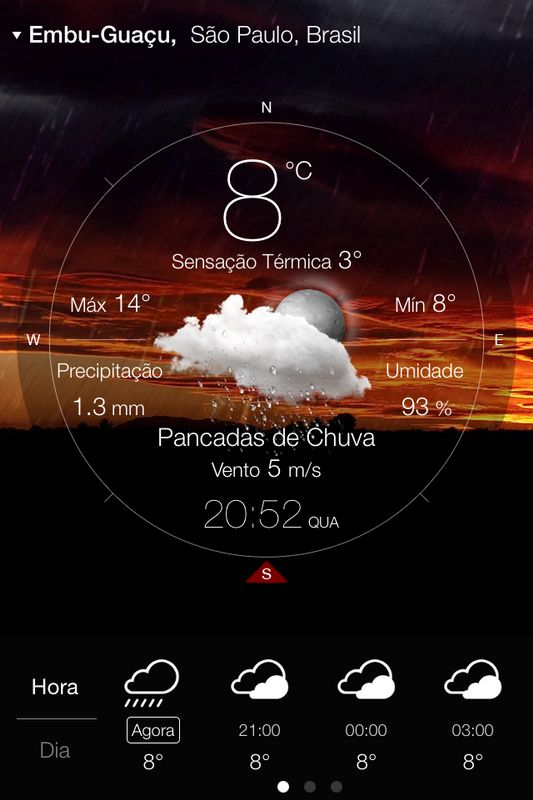 Embu-Guaçu, São Paulo, Brasil
N
8 °C
Sensação Térmica 3°
Máx 14° Mín 8°
W E
Precipitação Umidade
1.3 mm 93 %
Pancadas de Chuva
Vento 5 m/s
20:52 QUA
S
Hora
Agora 21:00 00:00 03:00
Dia
8° 8° 8° 8°